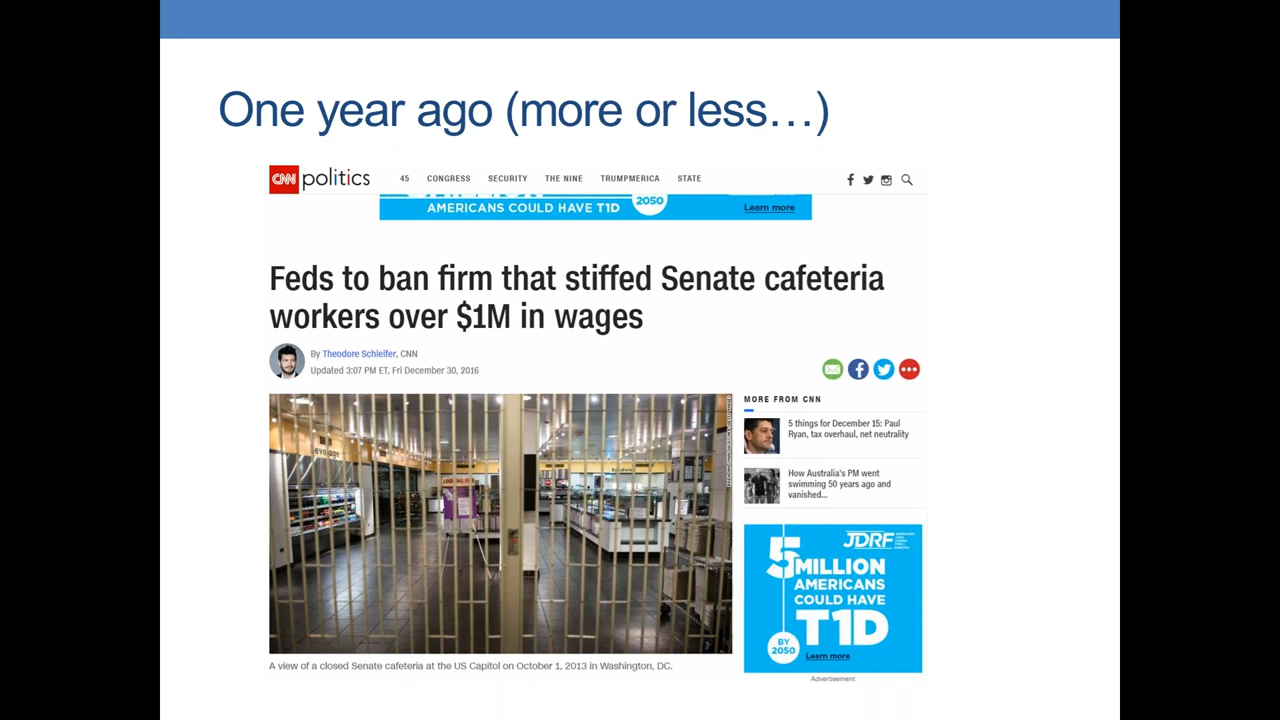 One year ago (more or less…)
CNN politics 45 CONGRESS SECURITY THE NINE TRUMPMERICA STATE
AMERICANS COULD HAVE T1D 2050 Learn more
Feds to ban firm that stiffed Senate cafeteria
workers over $1M in wages
By Theodore Schleifer, CNN
Updated 3:07 PM ET, Fri December 30, 2016
MORE FROM CNN
5 things for December 15: Paul
Ryan, tax overhaul, net neutrality
How Australia's PM went
swimming 50 years ago and
vanished...
JDRF
5 MILLION
AMERICANS
COULD HAVE
T1D
BY
2050
Learn more
Advertisement
A view of a closed Senate cafeteria at the US Capitol on October 1, 2013 in Washington, DC.